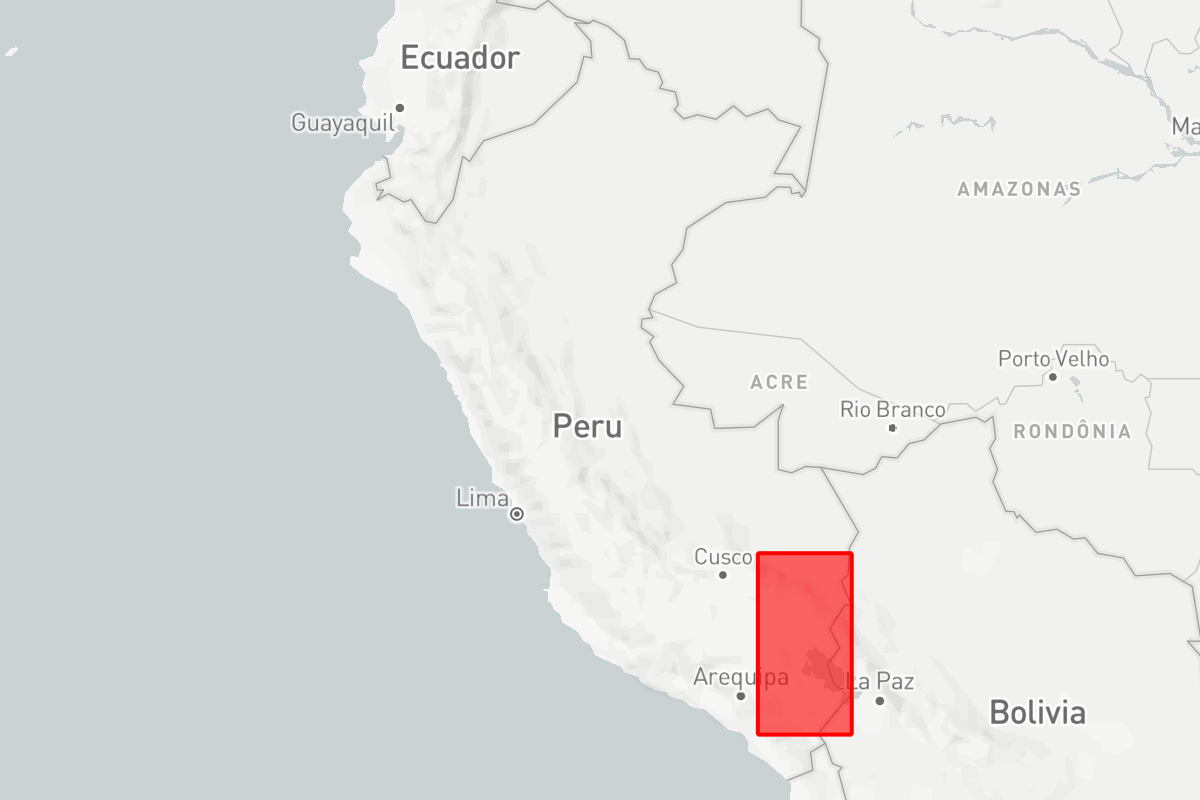 Ecuador
Guayaquil
Ma
AMAZONAS
Porto Velho
ACRE
Rio Branco
Peru
RONDÔNIA
Lima
Cusco
Arequipa
La Paz
Bolivia